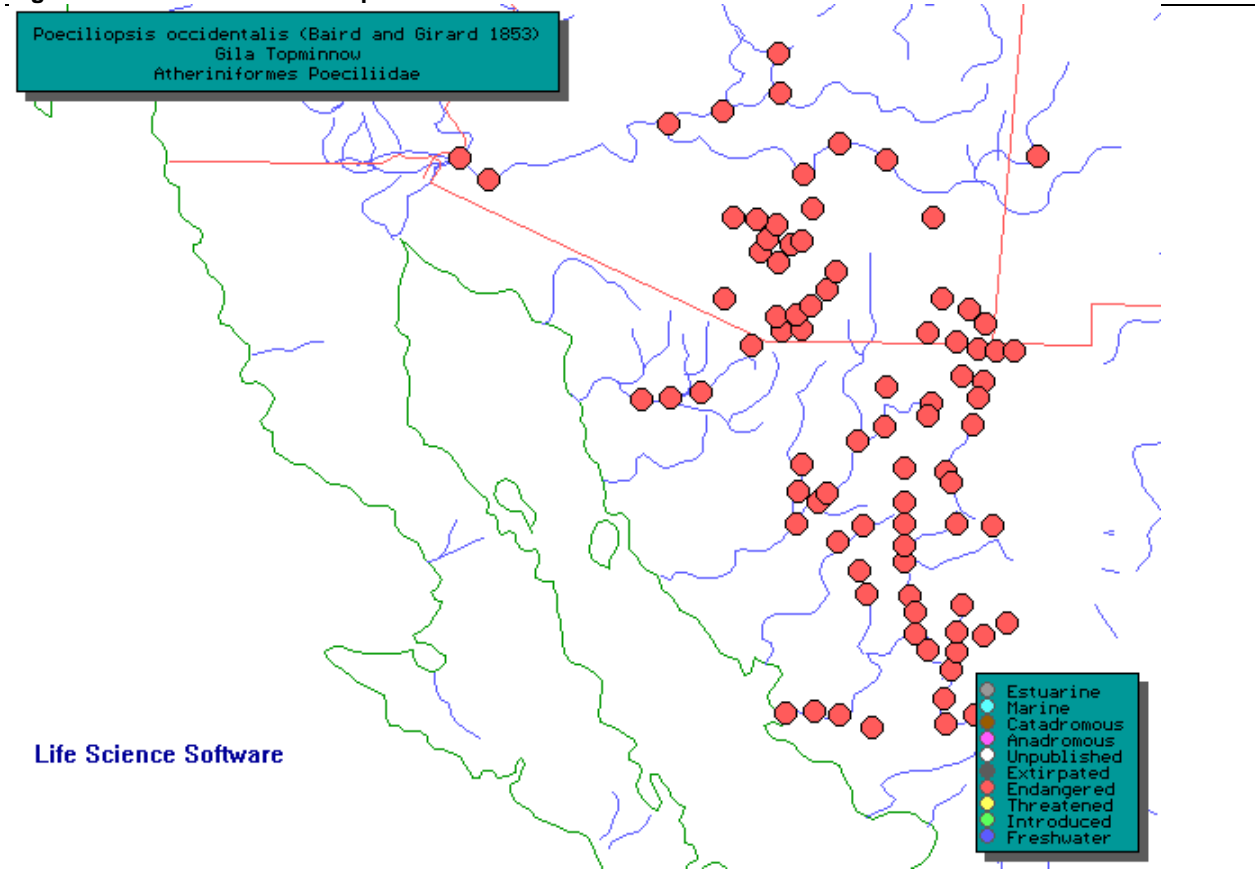 Poeciliopsis occidentalis (Baird and Girard 1853)
Gila Topminnow
Atheriniformes Poeciliidae
Life Science Software
Estuarine
Marine
Catadromous
Anadromous
Unpublished
Extirpated
Endangered
Threatened
Introduced
Freshwater